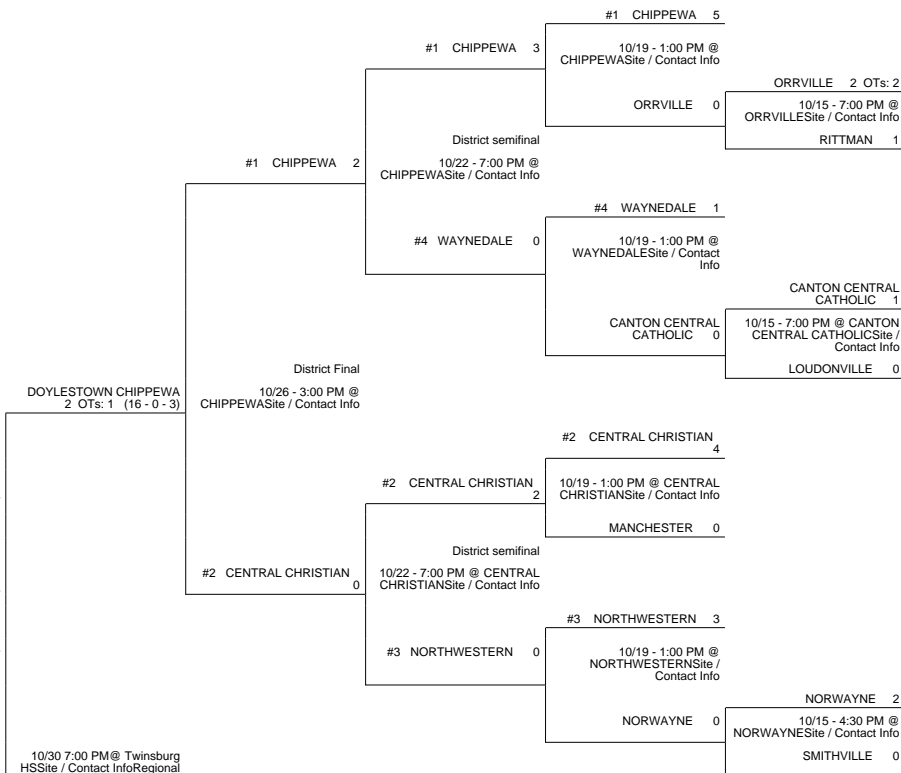 #1 CHIPPEWA 5
#1 CHIPPEWA 3
10/19 - 1:00 PM @
CHIPPEWASite / Contact Info
ORRVILLE 2 OTs: 2
ORRVILLE 0
10/15 - 7:00 PM @
ORRVILLESite / Contact Info
RITTMAN 1
District semifinal
#1 CHIPPEWA 2
10/22 - 7:00 PM @
CHIPPEWASite / Contact Info
#4 WAYNEDALE 1
#4 WAYNEDALE 0
10/19 - 1:00 PM @
WAYNEDALESite / Contact
Info
CANTON CENTRAL
CATHOLIC 1
CANTON CENTRAL
CATHOLIC 0
10/15 - 7:00 PM @ CANTON
CENTRAL CATHOLICSite /
Contact Info
LOUDONVILLE 0
District Final
DOYLESTOWN CHIPPEWA
2 OTs: 1 (16 - 0 - 3)
10/26 - 3:00 PM @
CHIPPEWASite / Contact Info
#2 CENTRAL CHRISTIAN
4
#2 CENTRAL CHRISTIAN
2
10/19 - 1:00 PM @ CENTRAL
CHRISTIANSite / Contact Info
MANCHESTER 0
District semifinal
#2 CENTRAL CHRISTIAN
0
10/22 - 7:00 PM @ CENTRAL
CHRISTIANSite / Contact Info
#3 NORTHWESTERN 3
#3 NORTHWESTERN 0
10/19 - 1:00 PM @
NORTHWESTERNSite /
Contact Info
NORWAYNE 2
NORWAYNE 0
10/15 - 4:30 PM @
NORWAYNESite / Contact Info
SMITHVILLE 0
10/30 7:00 PM@ Twinsburg
HSSite / Contact InfoRegional